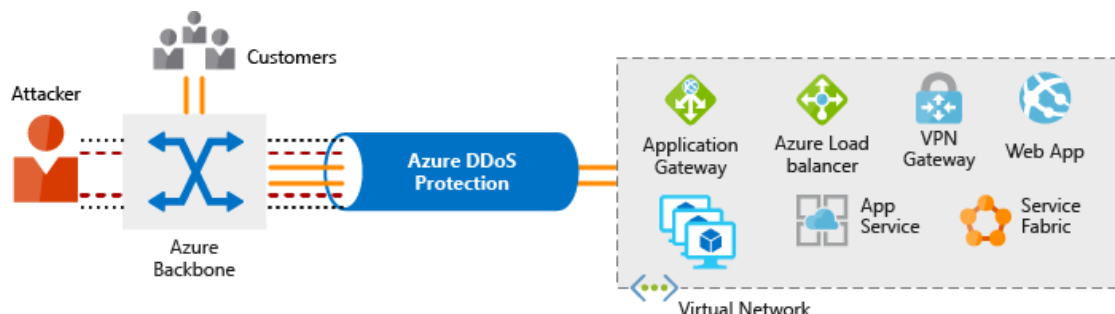 Customers
Attacker
Azure
Backbone
Azure DDoS
Protection
Application
Gateway
Azure Load
balancer
VPN
Gateway
Web App
App
Service
Service
Fabric
Virtual Network